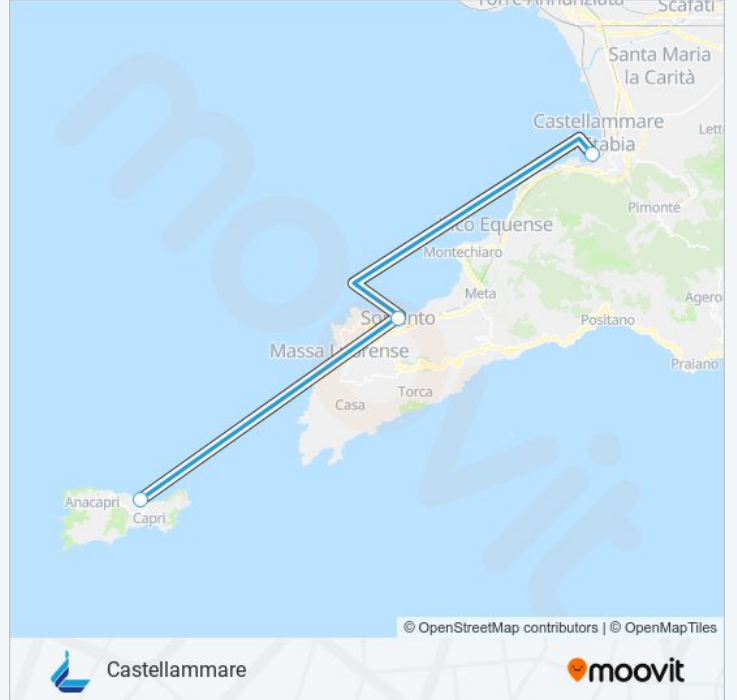 Scafati
Santa Maria
la Carità
Castellammare
Lett
Pimonte
Equense
Montechiaro
Meta
Agero
Positano
Massa
Praiano
Torca
Casa
Anacapri
Capri
moovit
© OpenStreetMap contributors | © OpenMapTiles
Castellammare
moovit